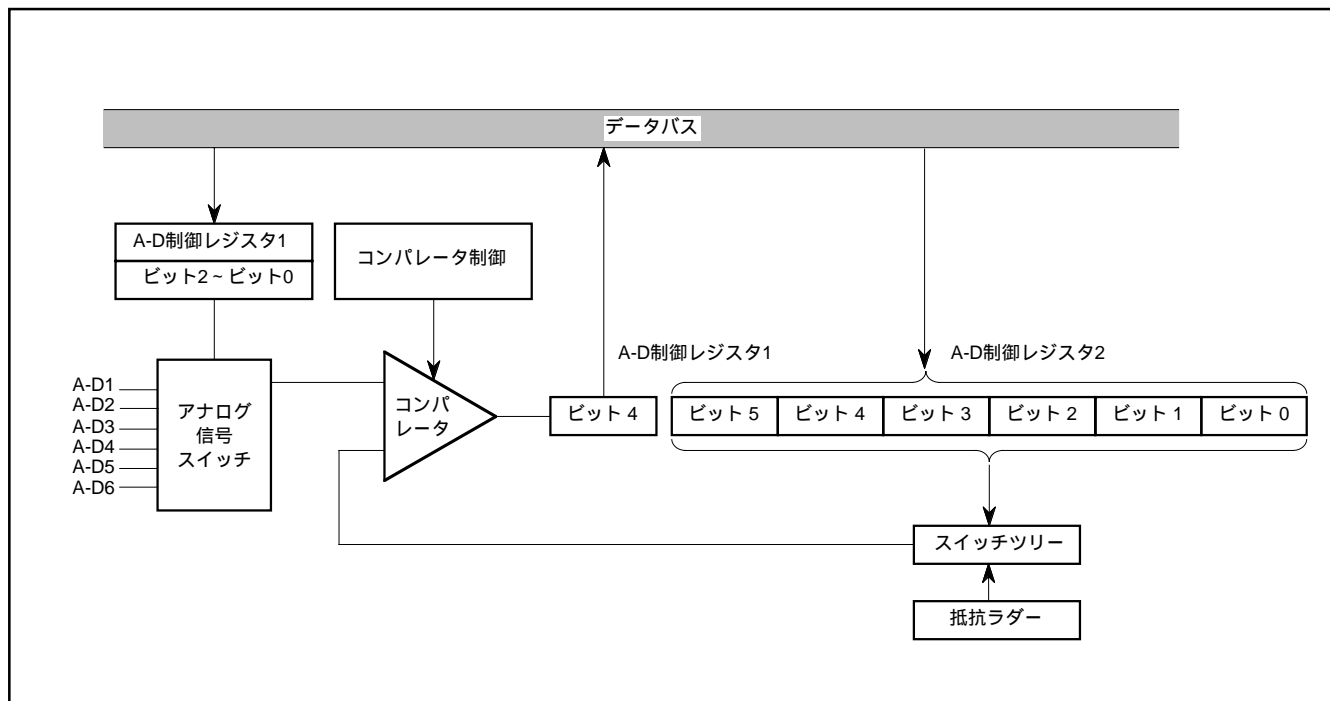 データバス
A-D制御レジスタ1
ビット2 ~ ビット0
コンパレータ制御
A-D制御レジスタ1
A-D制御レジスタ2
A-D1
A-D2
A-D3
A-D4
A-D5
A-D6
アナログ
信号
スイッチ
コンパ
レータ
ビット 4
ビット 5
ビット 4
ビット 3
ビット 2
ビット 1
ビット 0
スイッチツリー
抵抗ラダー